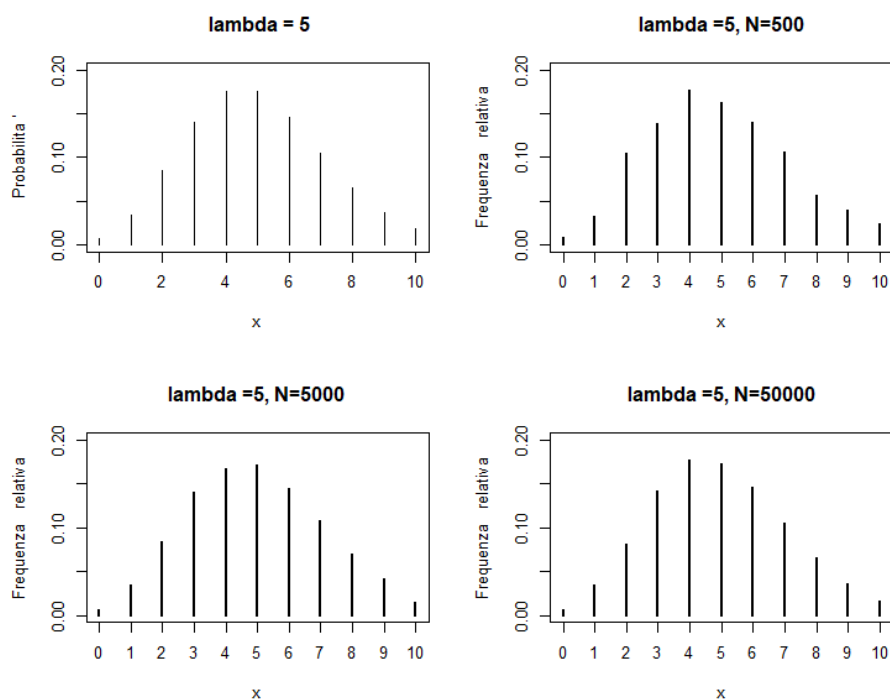 lambda = 5
Probabilita '
0.00 0.10 0.20
0 2 4 6 8 10
x
lambda =5, N=500
Frequenza relativa
0.00 0.10 0.20
0 1 2 3 4 5 6 7 8 9 10
x
lambda =5, N=5000
Frequenza relativa
0.00 0.10 0.20
0 1 2 3 4 5 6 7 8 9 10
x
lambda =5, N=50000
Frequenza relativa
0.00 0.10 0.20
0 1 2 3 4 5 6 7 8 9 10
x